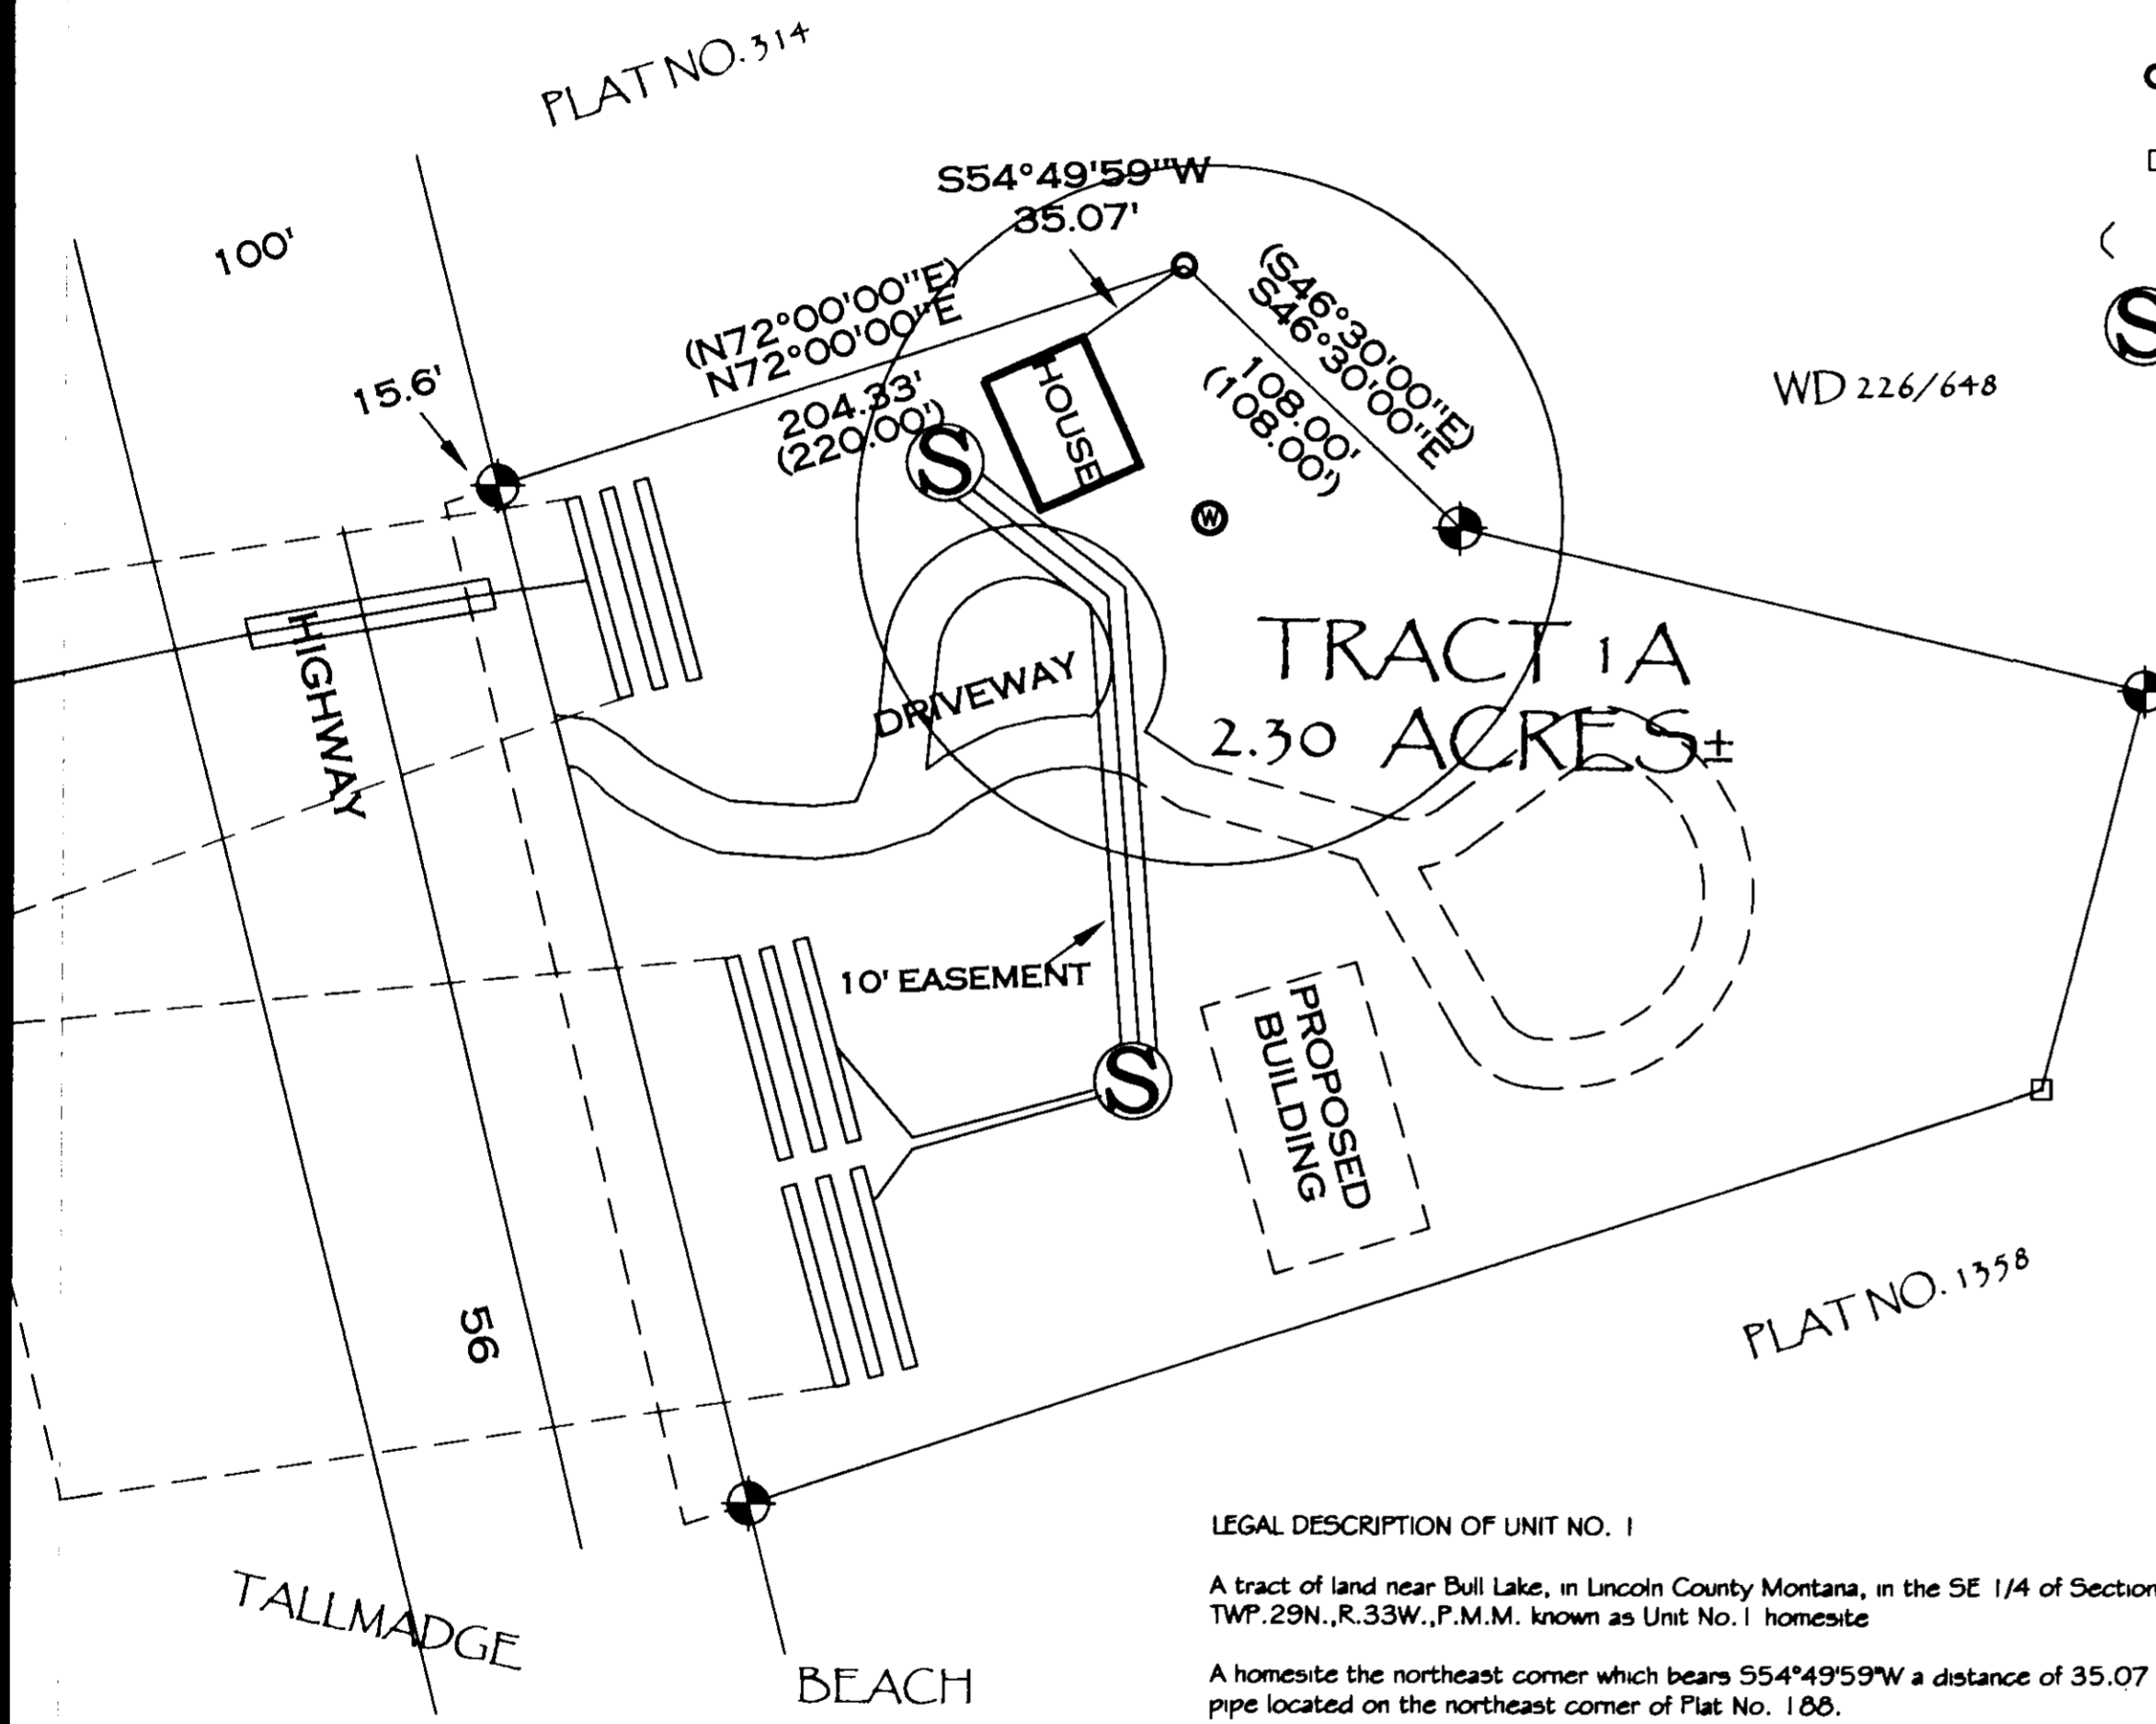 PLAT NO. 314
100'
S54°49'59"W
35.07'
(N72°00'00"E)
N72°00'00"E
204.33'
(220.00')
15.6'
(S46°30'00"E)
S46°30'00"E
108.00'
(108.00')
HOUSE
S
S
WD 226/648
W
HIGHWAY
DRIVEWAY
TRACT 1A
2.30 ACRES±
10' EASEMENT
S
PROPOSED
BUILDING
56
PLAT NO. 1358
TALLMADGE
BEACH
LEGAL DESCRIPTION OF UNIT NO. 1
A tract of land near Bull Lake, in Lincoln County Montana, in the SE 1/4 of Section
TWP.29N.,R.33W.,P.M.M. known as Unit No.1 homesite
A homesite the northeast corner which bears S54°49'59"W a distance of 35.07
pipe located on the northeast corner of Plat No. 188.